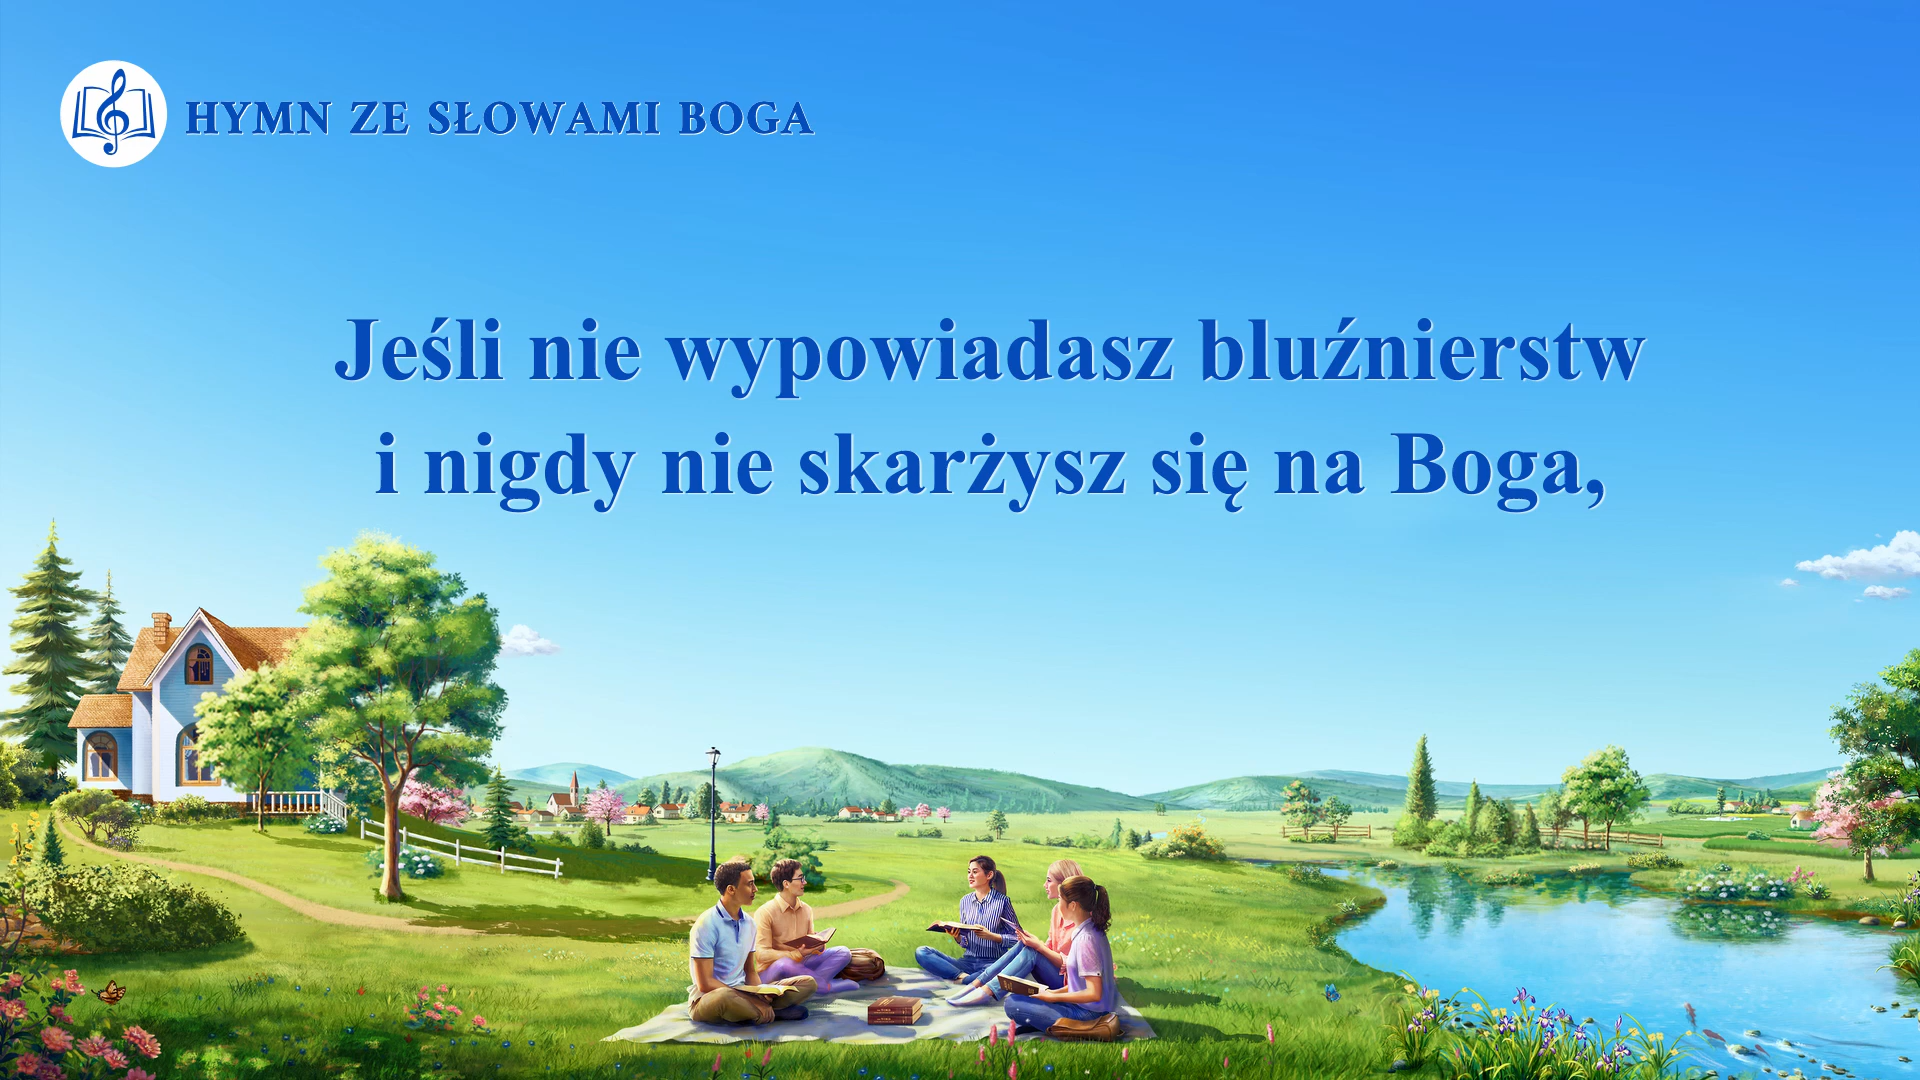 HYMN ZE SŁOWAMI BOGA
Jeśli nie wypowiadasz bluźnierstw
i nigdy nie skarżysz się na Boga,